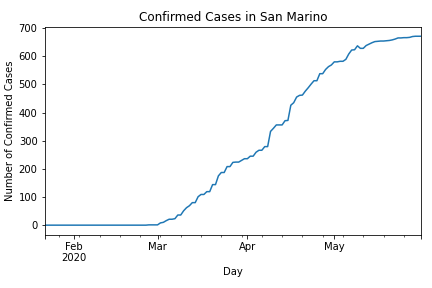 Confirmed Cases in San Marino
700
600
500
400
300
200
100
0
Number of Confirmed Cases
Feb
2020
Mar
Apr
May
Day